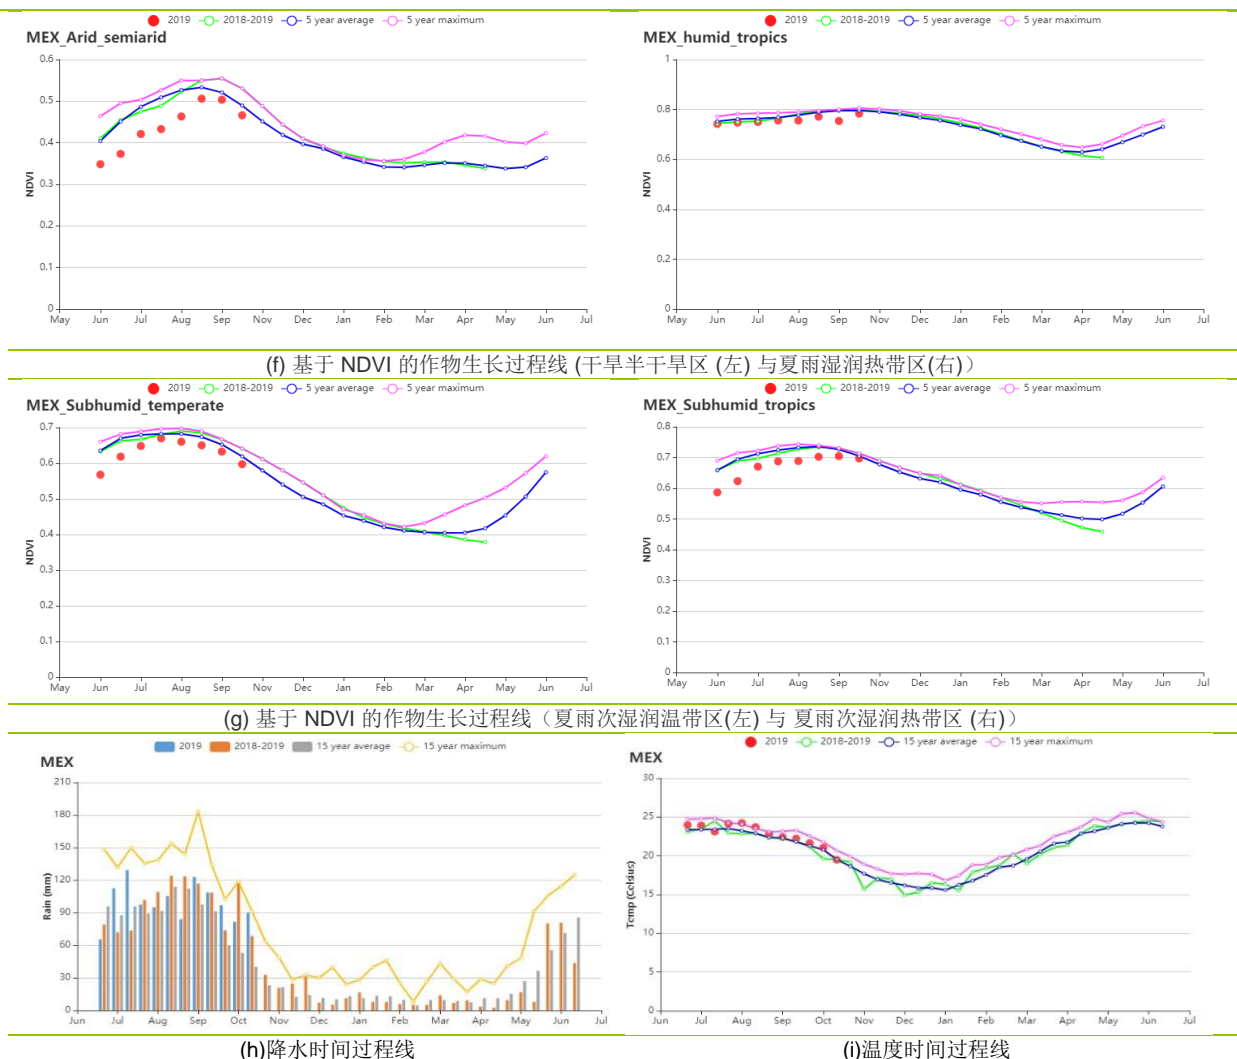 2019 2018-2019 5 year average 5 year maximum
MEX_Arid_semiarid
NDVI
0.6
0.5
0.4
0.3
0.2
0.1
0
May Jun Jul Aug Sep Oct Nov Dec Jan Feb Mar Apr May Jun Jul
2019 2018-2019 5 year average 5 year maximum
MEX_humid_tropics
NDVI
1
0.8
0.6
0.4
0.2
0
May Jun Jul Aug Sep Oct Nov Dec Jan Feb Mar Apr May Jun Jul
(f) 基于 NDVI 的作物生长过程线 (干旱半干旱区 (左) 与夏雨湿润热带区(右)）
2019 2018-2019 5 year average 5 year maximum
MEX_Subhumid_temperate
NDVI
0.7
0.6
0.5
0.4
0.3
0.2
0.1
0
May Jun Jul Aug Sep Oct Nov Dec Jan Feb Mar Apr May Jun Jul
2019 2018-2019 5 year average 5 year maximum
MEX_Subhumid_tropics
NDVI
0.8
0.7
0.6
0.5
0.4
0.3
0.2
0.1
0
May Jun Jul Aug Sep Oct Nov Dec Jan Feb Mar Apr May Jun Jul
(g) 基于 NDVI 的作物生长过程线（夏雨次湿润温带区(左) 与 夏雨次湿润热带区 (右)）
2019 2018-2019 15 year average 15 year maximum
MEX
Rain (mm)
210
180
150
120
90
60
30
0
Jun Jul Aug Sep Oct Nov Dec Jan Feb Mar Apr May Jun Jul
2019 2018-2019 15 year average 15 year maximum
MEX
Temp (Celsius)
30
25
20
15
10
5
0
Jun Jul Aug Sep Oct Nov Dec Jan Feb Mar Apr May Jun Jul
(h)降水时间过程线
(i)温度时间过程线